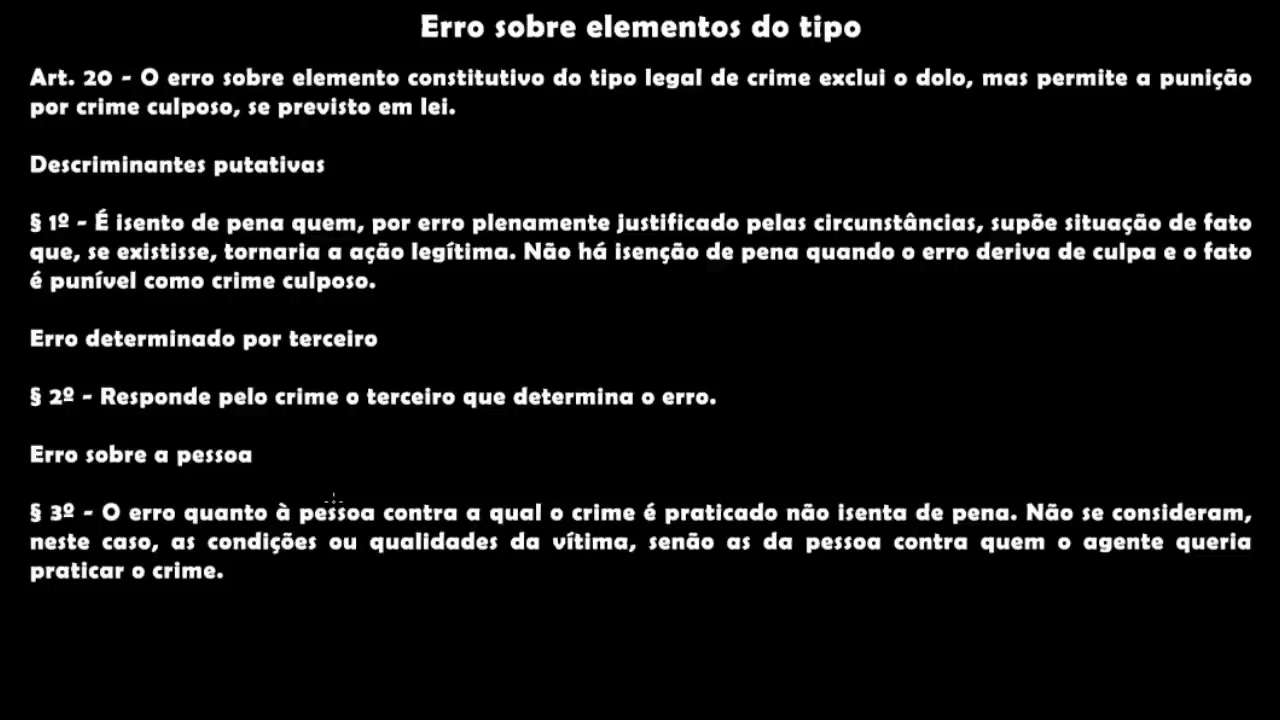 Erro sobre elementos do tipo
Art. 20 - O erro sobre elemento constitutivo do tipo legal de crime exclui o dolo, mas permite a punição
por crime culposo, se previsto em lei.
Descriminantes putativas
§ 1º - É isento de pena quem, por erro plenamente justificado pelas circunstâncias, supõe situação de fato
que, se existisse, tornaria a ação legítima. Não há isenção de pena quando o erro deriva de culpa e o fato
é punível como crime culposo.
Erro determinado por terceiro
§ 2º - Responde pelo crime o terceiro que determina o erro.
Erro sobre a pessoa
§ 3º - O erro quanto à pessoa contra a qual o crime é praticado não isenta de pena. Não se consideram,
neste caso, as condições ou qualidades da vítima, senão as da pessoa contra quem o agente queria
praticar o crime.